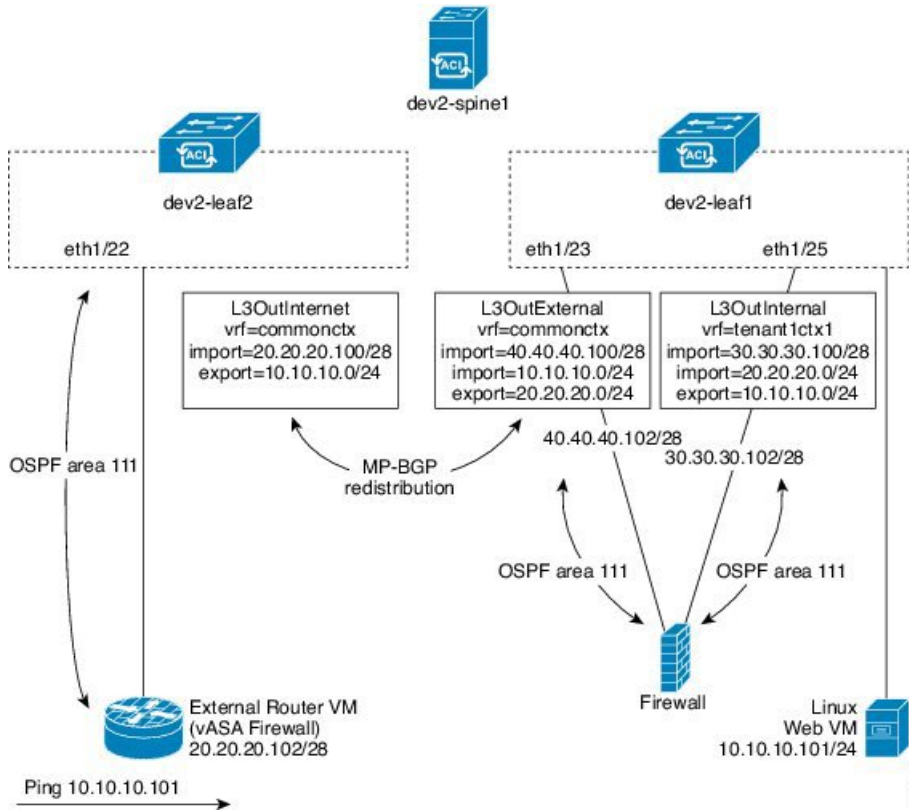 ACI
dev2-spine1
ACI
dev2-leaf2
eth1/22
ACI
dev2-leaf1
eth1/23
eth1/25
L3OutInternet
vrf=commonctx
import=20.20.20.100/28
export=10.10.10.0/24
L3OutExternal
vrf=commonctx
import=40.40.40.100/28
import=10.10.10.0/24
export=20.20.20.0/24
L3OutInternal
vrf=tenant1ctx1
import=30.30.30.100/28
import=20.20.20.0/24
export=10.10.10.0/24
40.40.40.102/28
30.30.30.102/28
OSPF area 111
MP-BGP
redistribution
OSPF area 111
OSPF area 111
External Router VM
(vASA Firewall)
20.20.20.102/28
Firewall
Linux
Web VM
10.10.10.101/24
Ping 10.10.10.101